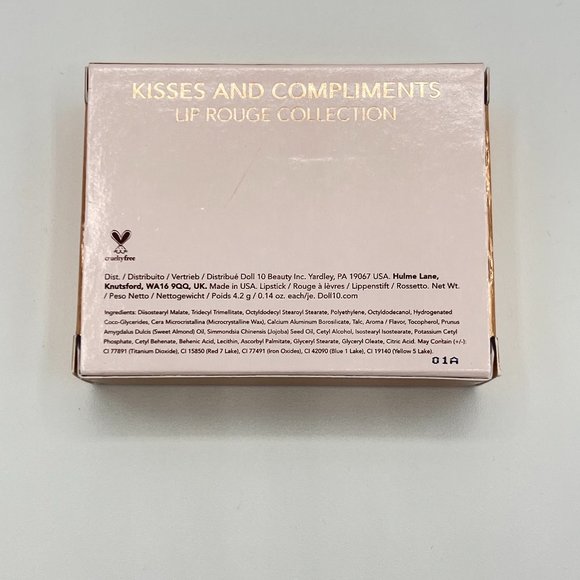 KISSES AND COMPLIMENTS
LIP ROUGE COLLECTION
crueltyfree
Dist. / Distribuito / Vertrieb / Distribué Doll 10 Beauty Inc. Yardley, PA 19067 USA. Hulme Lane,
Knutsford, WA16 9QQ, UK. Made in USA. Lipstick / Rouge à lèvres / Lippenstift / Rossetto. Net Wt.
/ Peso Netto / Nettogewicht / Poids 4.2 g / 0.14 oz. each/je. Doll10.com
Ingredients: Diisostearyl Malate, Tridecyl Trimellitate, Octyldodecyl Stearoyl Stearate, Polyethylene, Octyldodecanol, Hydrogenated
Coco-Glycerides, Cera Microcristallina (Microcrystalline Wax), Calcium Aluminum Borosilicate, Talc, Aroma / Flavor, Tocopherol, Prunus
Amygdalus Dulcis (Sweet Almond) Oil, Simmondsia Chinensis (Jojoba) Seed Oil, Cetyl Alcohol, Isostearyl Isostearate, Potassium Cetyl
Phosphate, Cetyl Behenate, Behenic Acid, Lecithin, Ascorbyl Palmitate, Glyceryl Stearate, Glyceryl Oleate, Citric Acid. May Contain (+/-):
CI 77891 (Titanium Dioxide), CI 15850 (Red 7 Lake), CI 77491 (Iron Oxides), CI 42090 (Blue 1 Lake), CI 19140 (Yellow 5 Lake).
01A